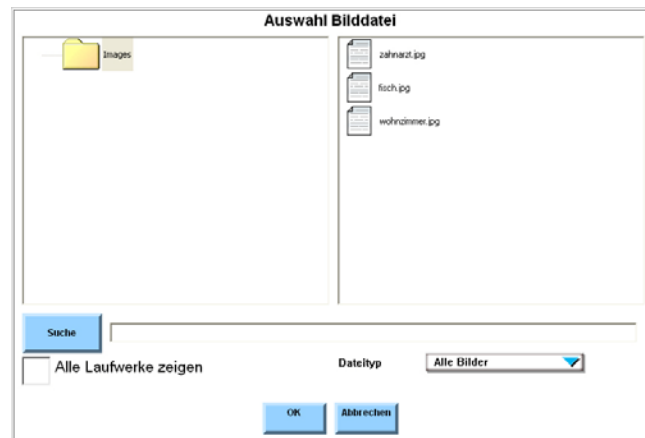 Auswahl Bilddatei
Images
zahnarzt.jpg
fisch.jpg
wohnzimmer.jpg
Suche
Alle Laufwerke zeigen
Dateityp
Alle Bilder
OK
Abbrechen